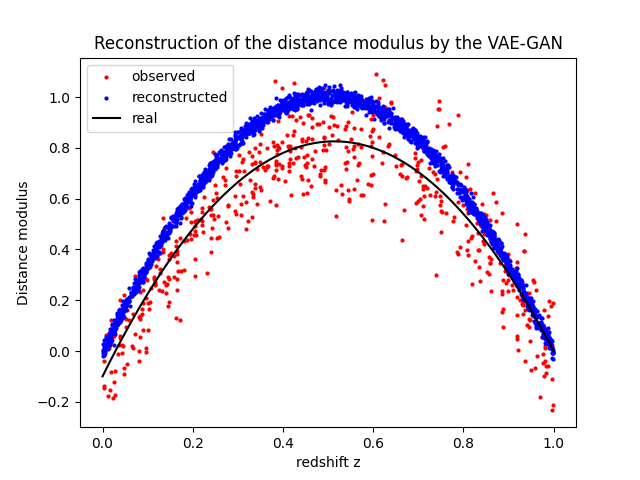 Reconstruction of the distance modulus by the VAE-GAN
observed
reconstructed
real
1.0
0.8
0.6
0.4
0.2
0.0
−0.2
Distance modulus
0.0 0.2 0.4 0.6 0.8 1.0
redshift z